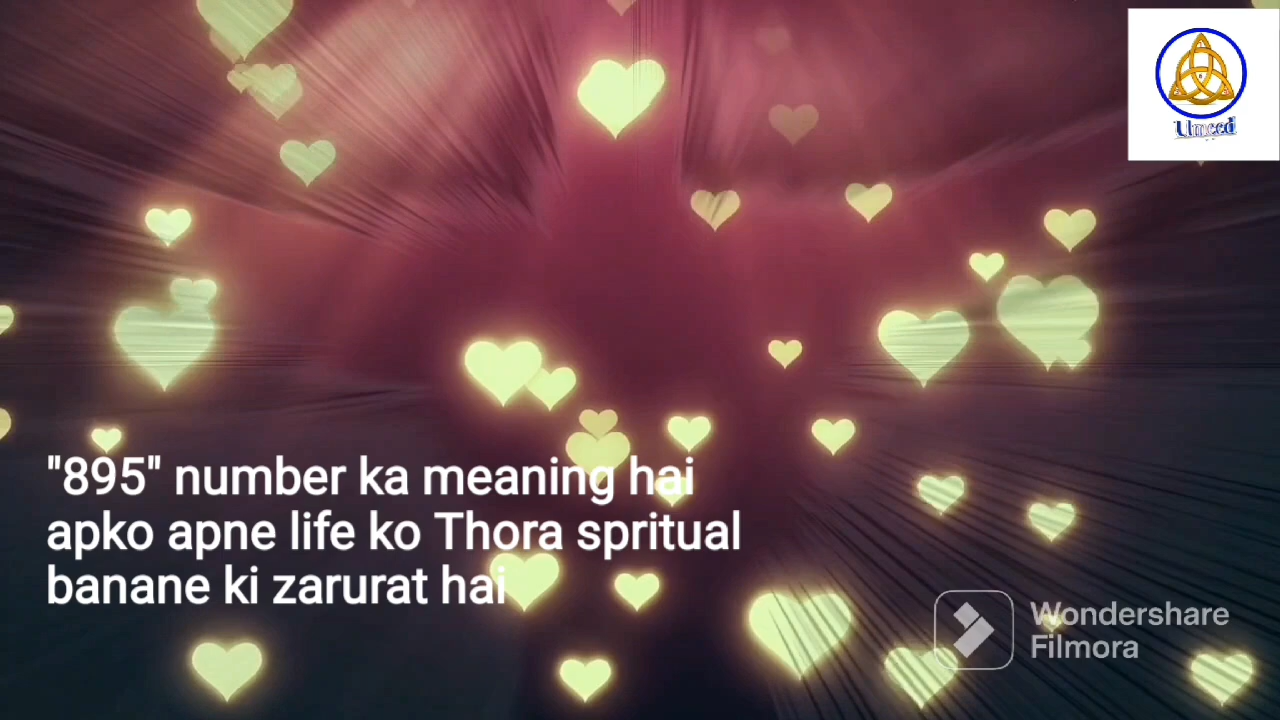 Umeed
"895" number ka meaning hai
apko apne life ko Thora spritual
banane ki zarurat hai
Wondershare
Filmora